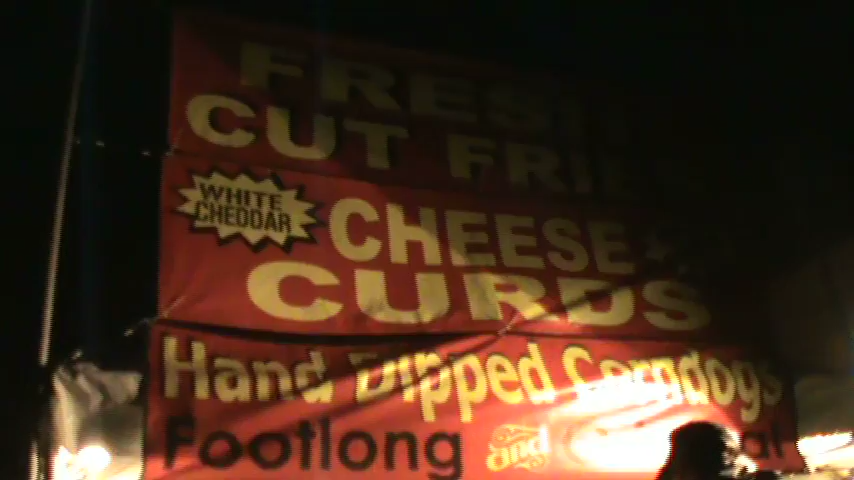 FRESH
CUT FRIES
WHITE
CHEDDAR
CHEESE
CURDS
Hand Dipped Corndogs
Footlong and